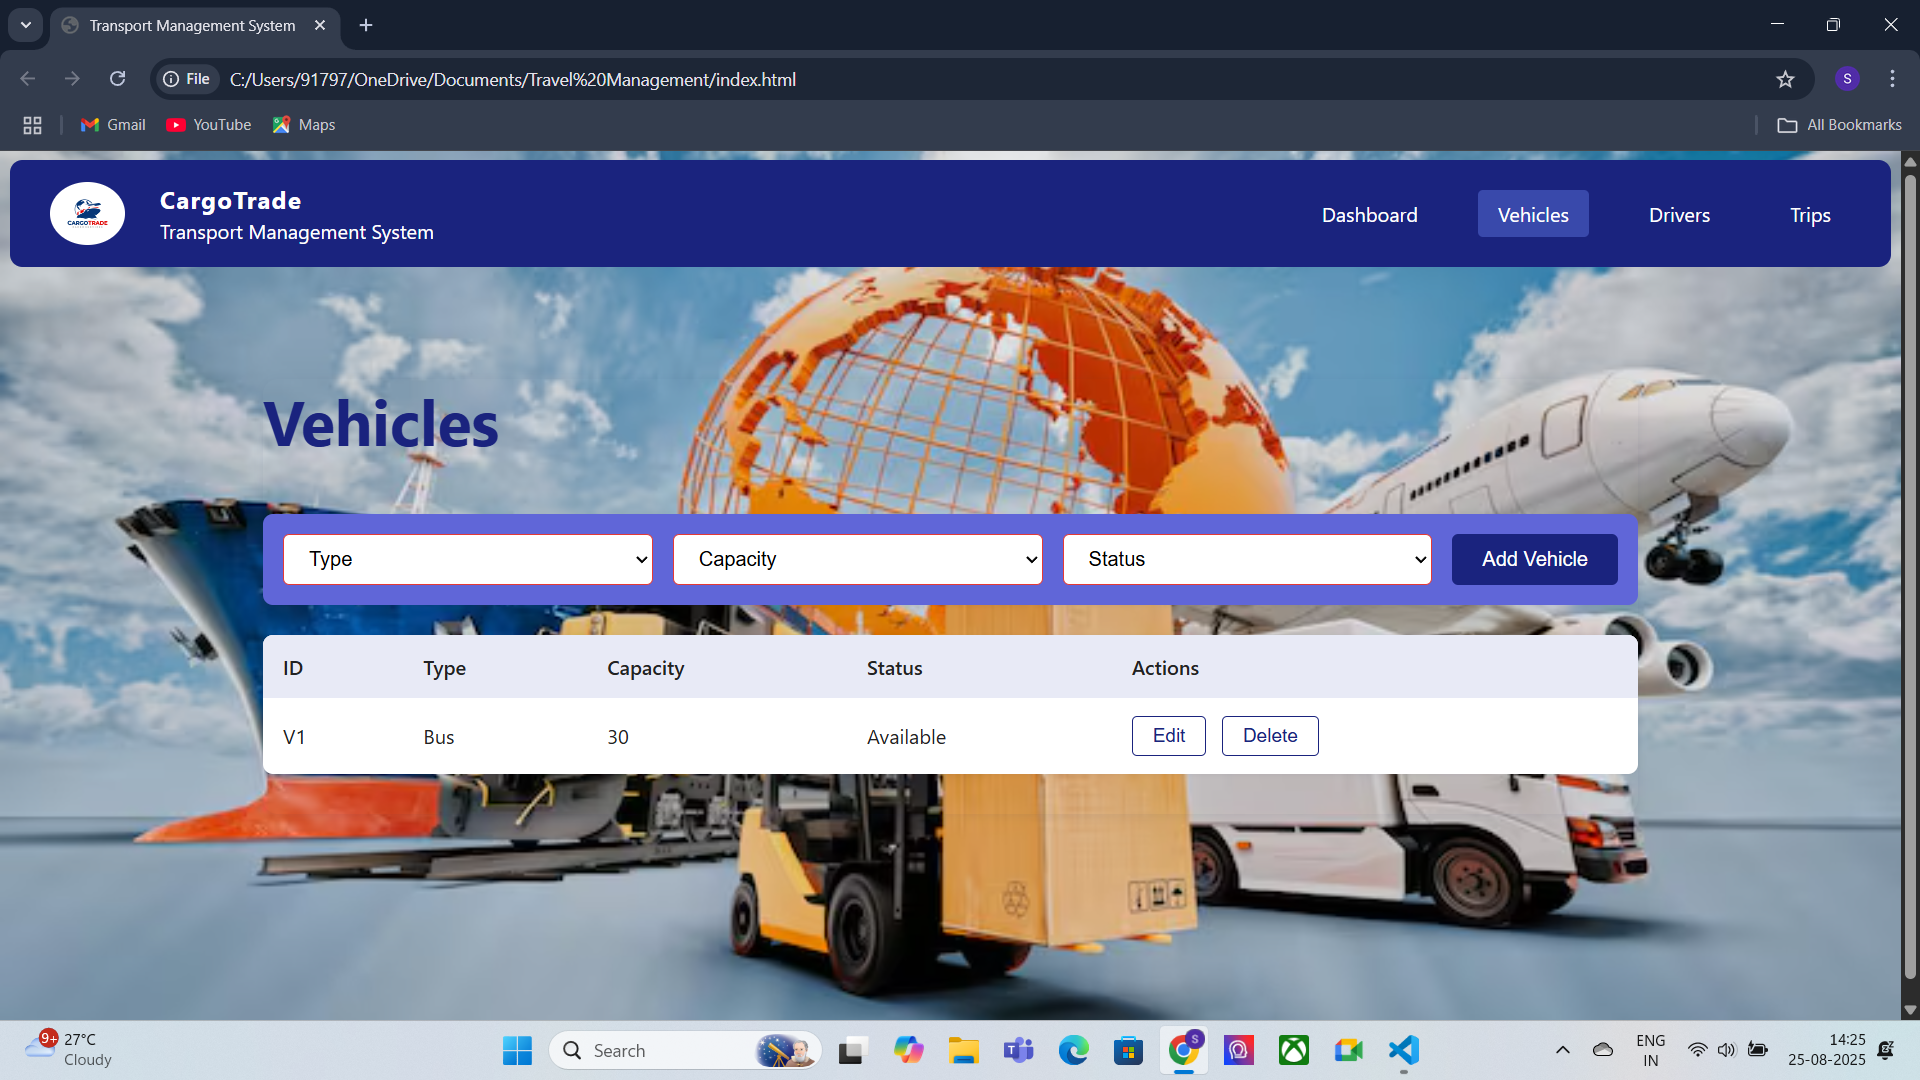 Transport Management System
File C:/Users/91797/OneDrive/Documents/Travel%20Management/index.html
S
Gmail YouTube Maps All Bookmarks
CARGOTRADE
CargoTrade
Transport Management System
Dashboard Vehicles Drivers Trips
Vehicles
Type Capacity Status Add Vehicle
ID Type Capacity Status Actions
V1 Bus 30 Available Edit Delete
9+ 27°C
Cloudy
Search
S
ENG
IN
14:25
25-08-2025